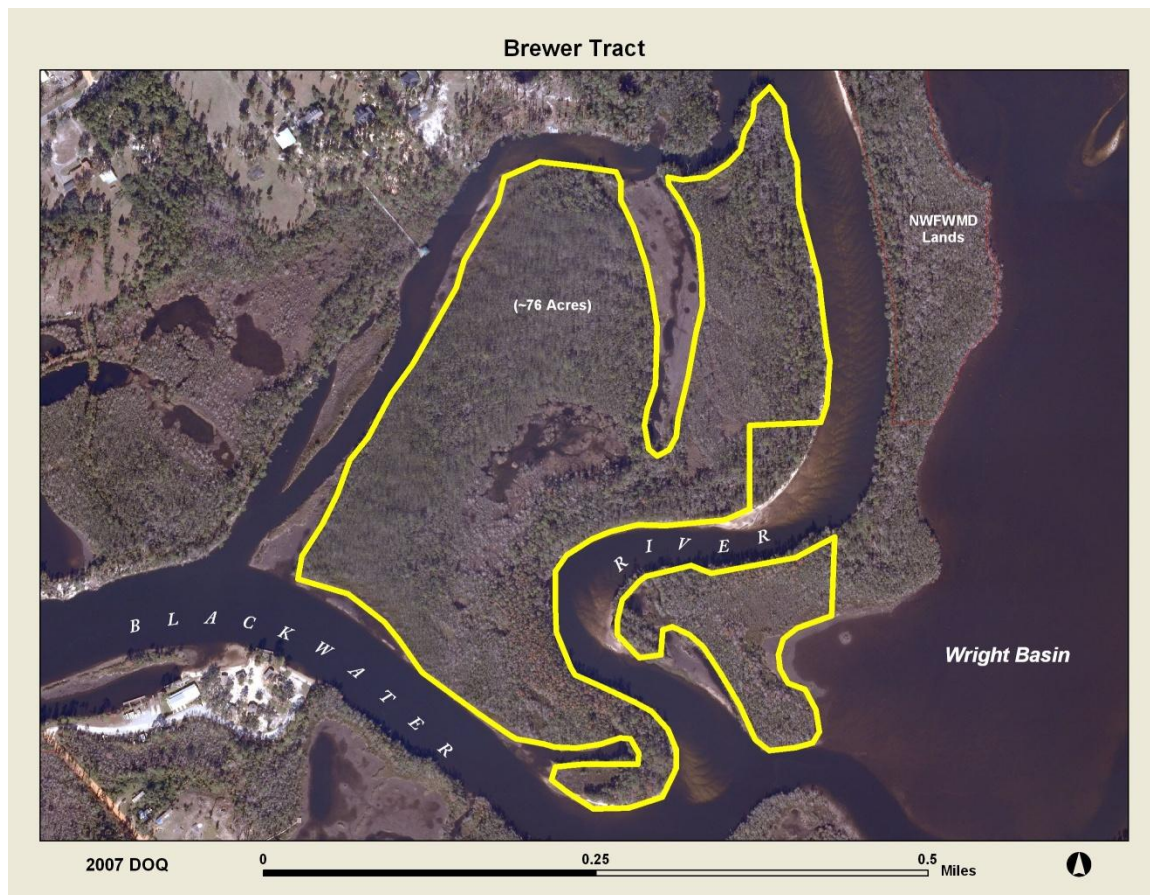 Brewer Tract
NWFWMD
Lands
(~76 Acres)
RIVER
BLACKWATER
Wright Basin
2007 DOQ
0
0.25
0.5
Miles